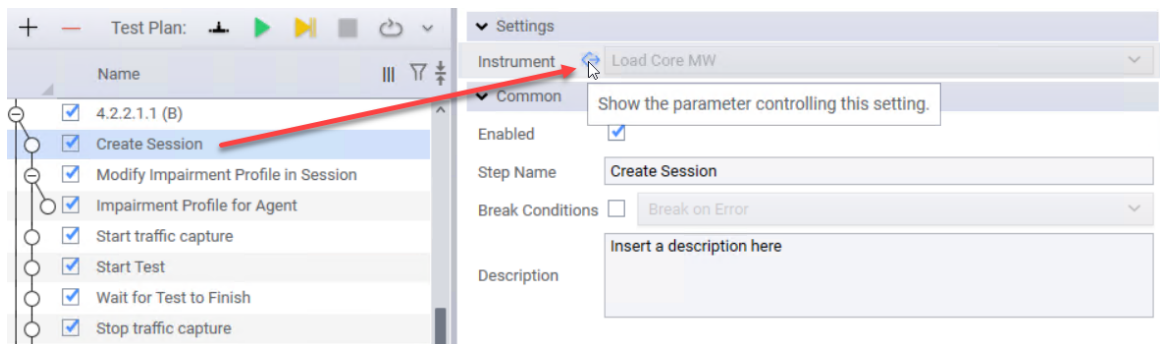 Test Plan:
Name
4.2.2.1.1 (B)
Create Session
Modify Impairment Profile in Session
Impairment Profile for Agent
Start traffic capture
Start Test
Wait for Test to Finish
Stop traffic capture
Settings
Instrument Load Core MW
Common
Show the parameter controlling this setting.
Enabled
Step Name Create Session
Break Conditions Break on Error
Description Insert a description here